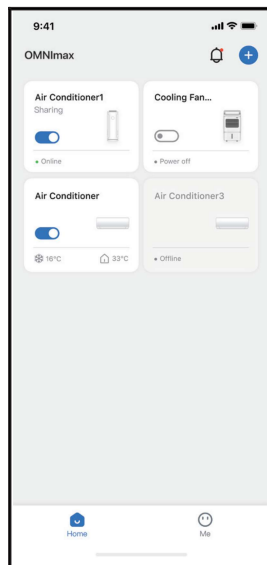 9:41
OMNImax
Air Conditioner1
Sharing
• Online
Cooling Fan...
• Power off
Air Conditioner
16°C
33°C
Air Conditioner3
• Offline
Home
Me